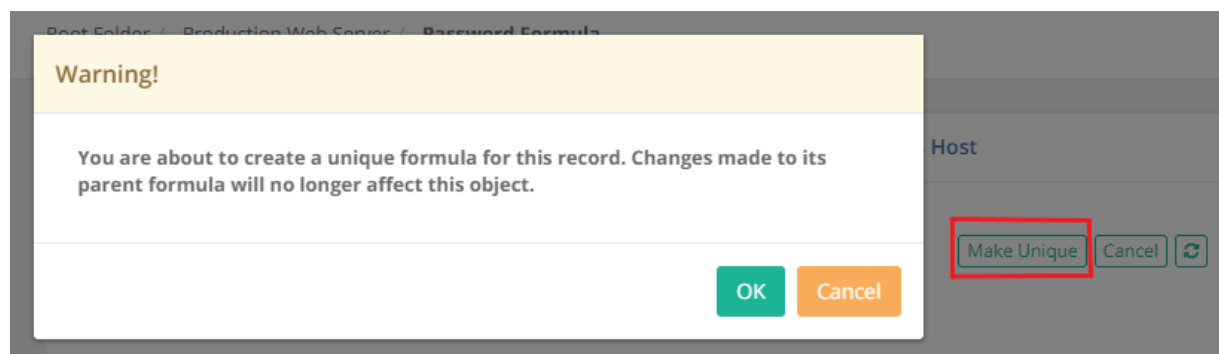 Root Folder / Production Web Server / Password Formula
Warning!
You are about to create a unique formula for this record. Changes made to its
parent formula will no longer affect this object.
Host
Make Unique Cancel
OK Cancel